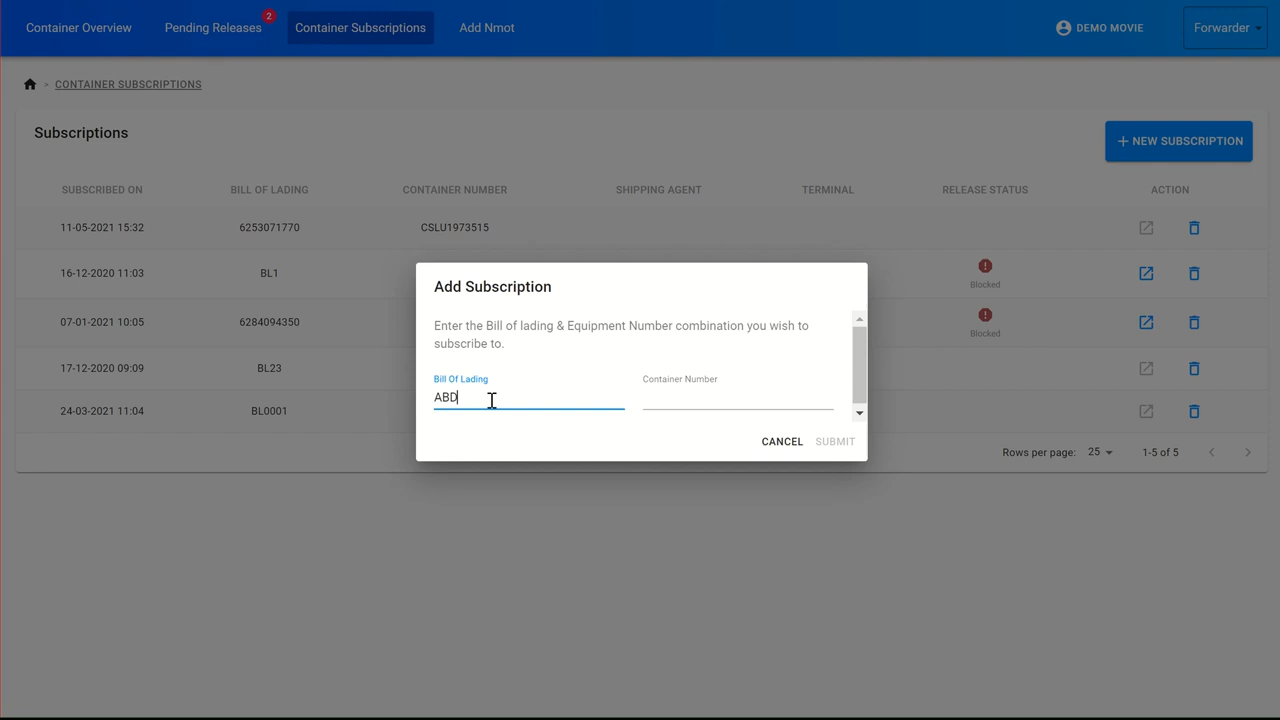 Container Overview Pending Releases 2 Container Subscriptions Add Nmot DEMO MOVIE Forwarder
> CONTAINER SUBSCRIPTIONS
Subscriptions
+ NEW SUBSCRIPTION
SUBSCRIBED ON BILL OF LADING CONTAINER NUMBER SHIPPING AGENT TERMINAL RELEASE STATUS ACTION
11-05-2021 15:32 6253071770 CSLU1973515
16-12-2020 11:03 BL1 Blocked
07-01-2021 10:05 6284094350 Blocked
17-12-2020 09:09 BL23
24-03-2021 11:04 BL0001
Rows per page: 25 1-5 of 5
Add Subscription
Enter the Bill of lading & Equipment Number combination you wish to
subscribe to.
Bill Of Lading Container Number
ABD
CANCEL SUBMIT